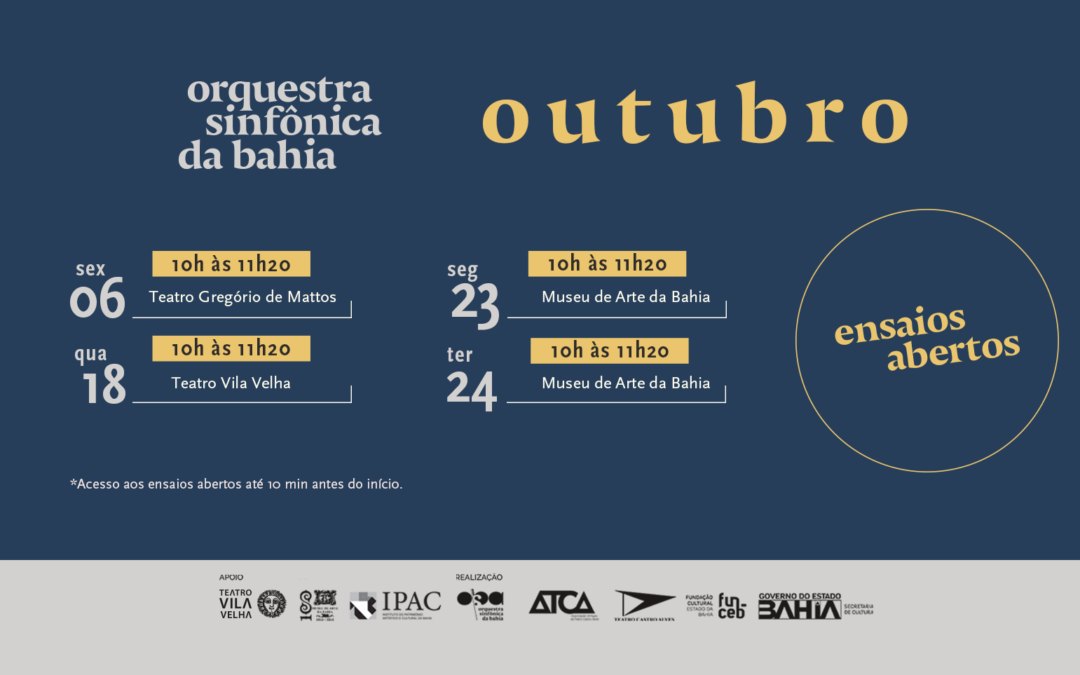 orquestra
sinfônica
da bahia
outubro
sex
06
10h às 11h20
Teatro Gregório de Mattos
qua
18
10h às 11h20
Teatro Vila Velha
seg
23
10h às 11h20
Museu de Arte da Bahia
ter
24
10h às 11h20
Museu de Arte da Bahia
ensaios
abertos
*Acesso aos ensaios abertos até 10 min antes do início.
APOIO
TEATRO
VILA
VELHA
IPAC
REALIZAÇÃO
orquestra
sinfônica
da bahia
ATCA
TEATRO CASTRO ALVES
FUNDAÇÃO
CULTURAL
ESTADO DA
BAHIA
fun
ceb
GOVERNO DO ESTADO
BAHIA
SECRETARIA
DE CULTURA